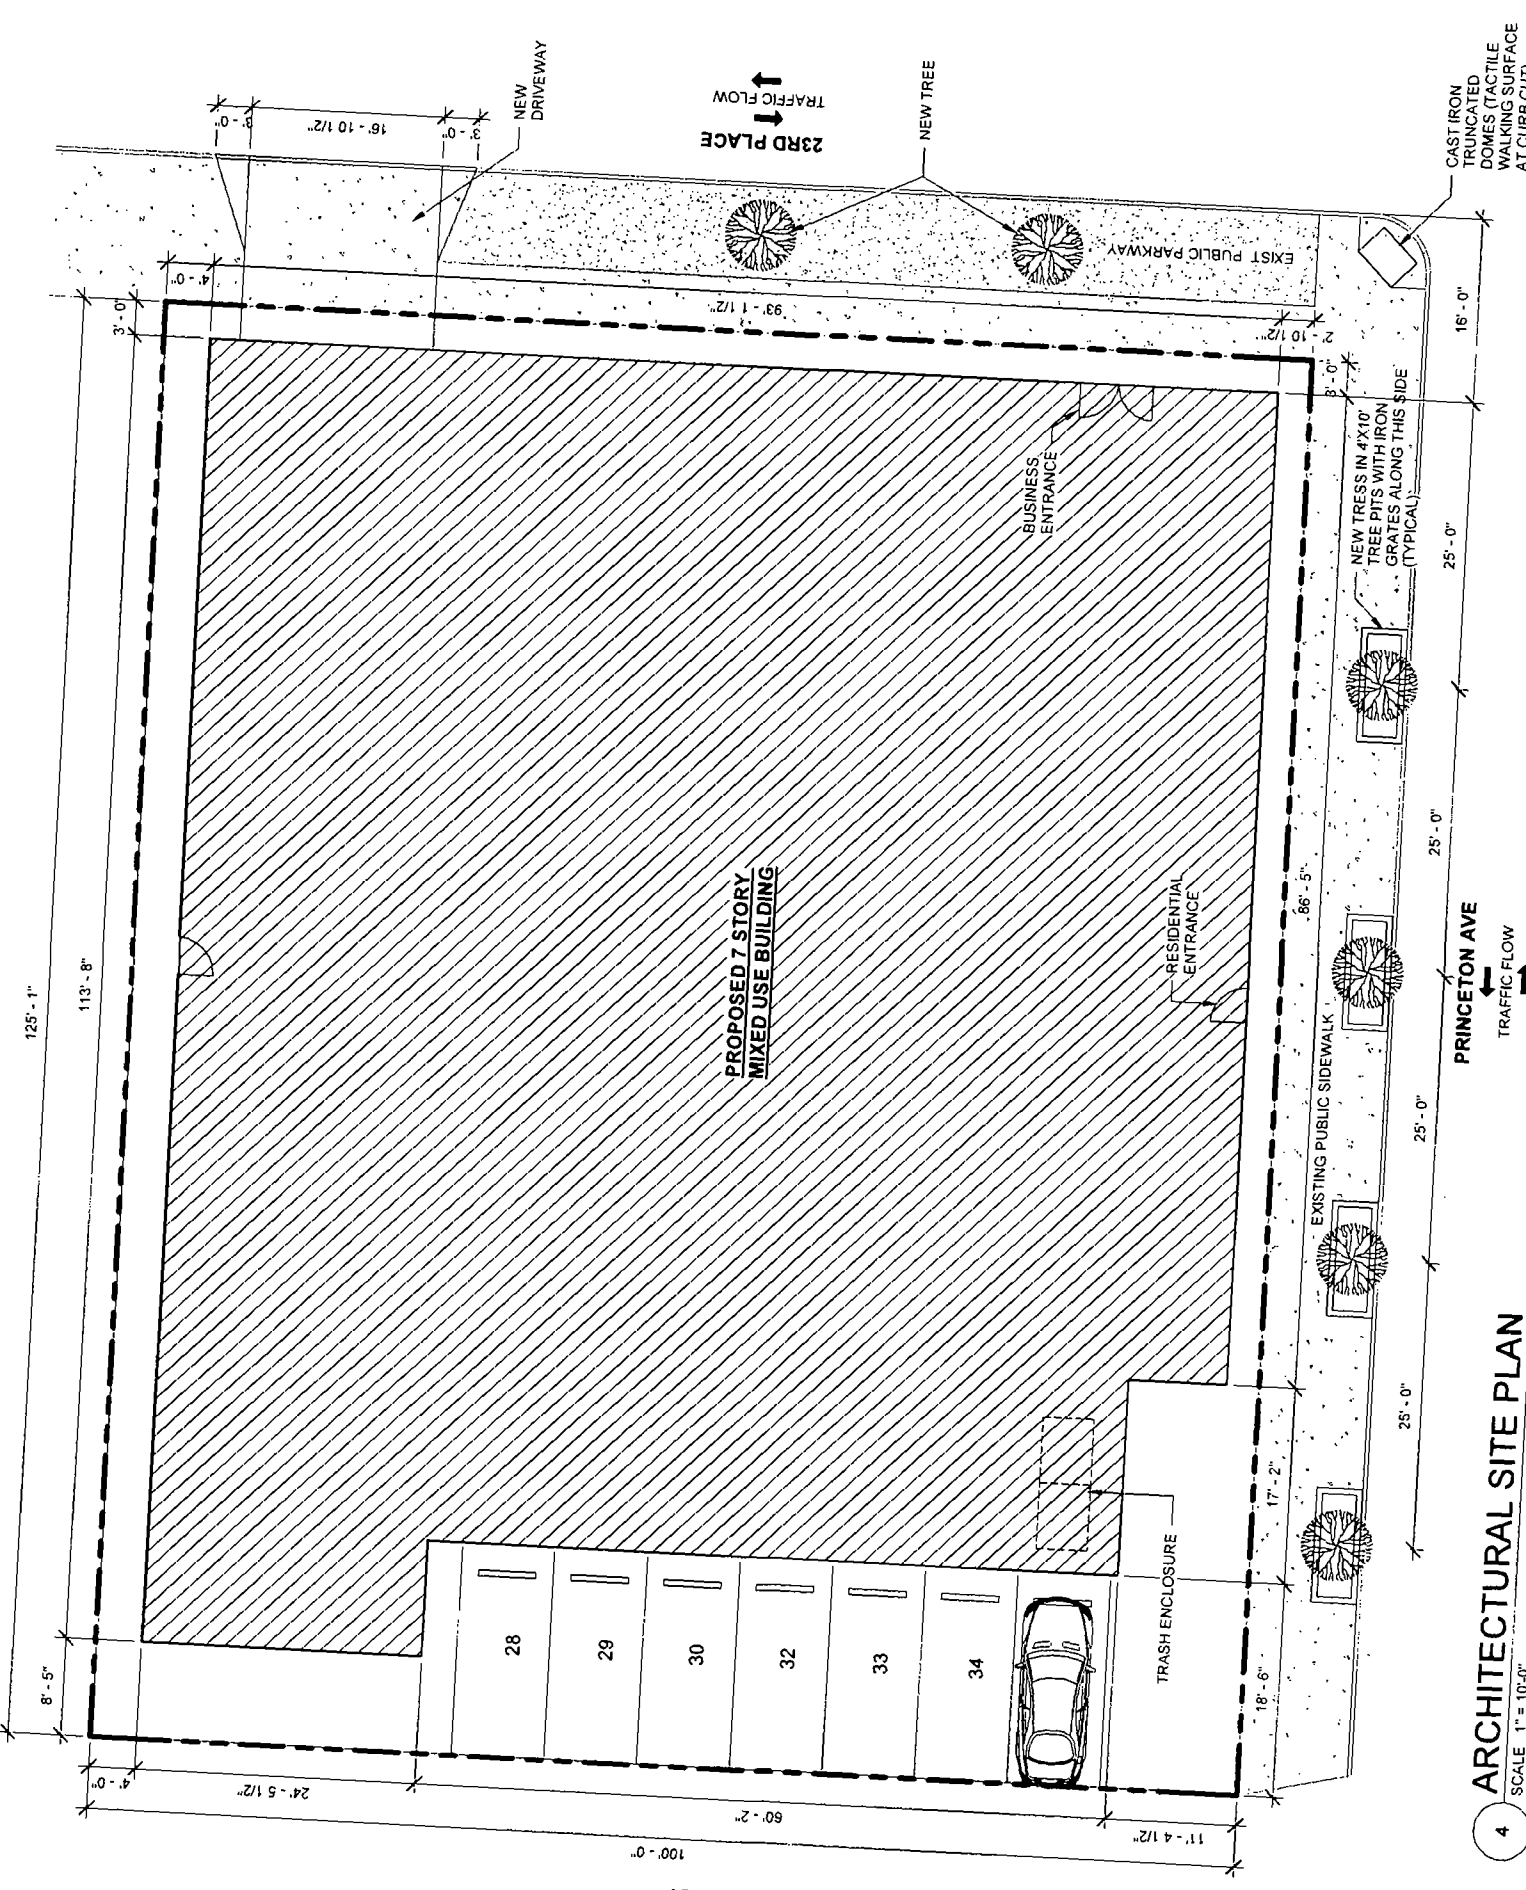 125' - 1"
113' - 8"
8' - 5"
3' - 0"
4' - 0"
3' - 0"
16' - 10 1/2"
3' - 0"
NEW
DRIVEWAY
23RD PLACE
TRAFFIC FLOW
NEW TREE
EXIST PUBLIC PARKWAY
93' - 1 1/2"
2' - 10 1/2"
3' - 0"
16' - 0"
CAST IRON
TRUNCATED
DOMES (TACTILE
WALKING SURFACE
AT CURB CUT)
BUSINESS
ENTRANCE
NEW TRESS IN 4'X10'
TREE PITS WITH IRON
GRATES ALONG THIS SIDE
(TYPICAL)
PROPOSED 7 STORY
MIXED USE BUILDING
RESIDENTIAL
ENTRANCE
86' - 5"
EXISTING PUBLIC SIDEWALK
25' - 0"
25' - 0"
25' - 0"
25' - 0"
PRINCETON AVE
TRAFFIC FLOW
17' - 2"
18' - 6"
TRASH ENCLOSURE
28
29
30
32
33
34
4' - 0"
24' - 5 1/2"
60' - 2"
11' - 4 1/2"
100' - 0"
4
ARCHITECTURAL SITE PLAN
SCALE 1" = 10'-0"